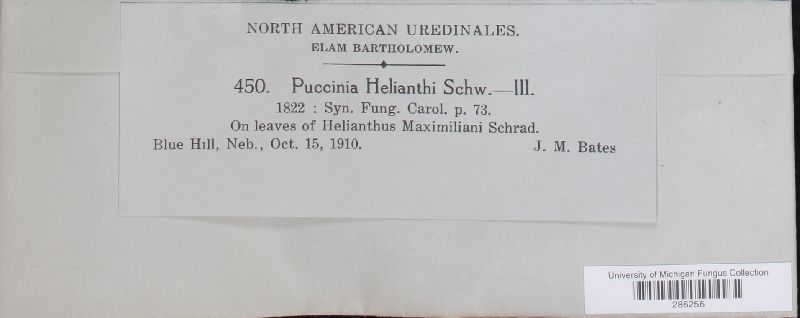 NORTH AMERICAN UREDINALES.
ELAM BARTHOLOMEW.
450. Puccinia Helianthi Schw.—III.
1822 : Syn. Fung. Carol. p. 73.
On leaves of Helianthus Maximiliani Schrad.
Blue Hill, Neb., Oct. 15, 1910. J. M. Bates
University of Michigan Fungus Collection
286256